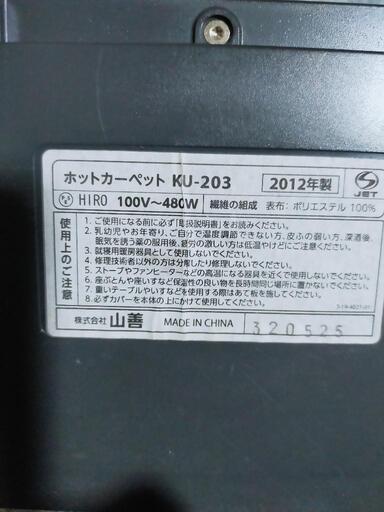 ホットカーペット KU-203 2012年製
JET
HIRO 100V〜480W 繊維の組成 表布：ポリエステル 100%
使用上のご注意
1. ご使用になる前に必ず「取扱説明書」をお読みください。
2. 乳幼児やお年寄り、ご自分で温度調節できない方、皮ふの弱い方、深酒後、
眠気を誘う薬の服用後、疲労の激しい方は低温やけどにご注意ください。
3. 就寝用暖房器具として使用しないでください。
4. 修理技術者以外の方は分解したり修理しないでください。
5. ストーブやファンヒーターなどの高温になる器具を近くで使用しないでください。
6. 座ぶとんや座いすなど保温性の良い物を長時間同じ場所に置かないでください。
7. 重いテーブルやいすなどを使用する際はあて板を施してください。
8. 必ずカバーを本体の上にかけて使用してください。
株式会社 山善 MADE IN CHINA 320525